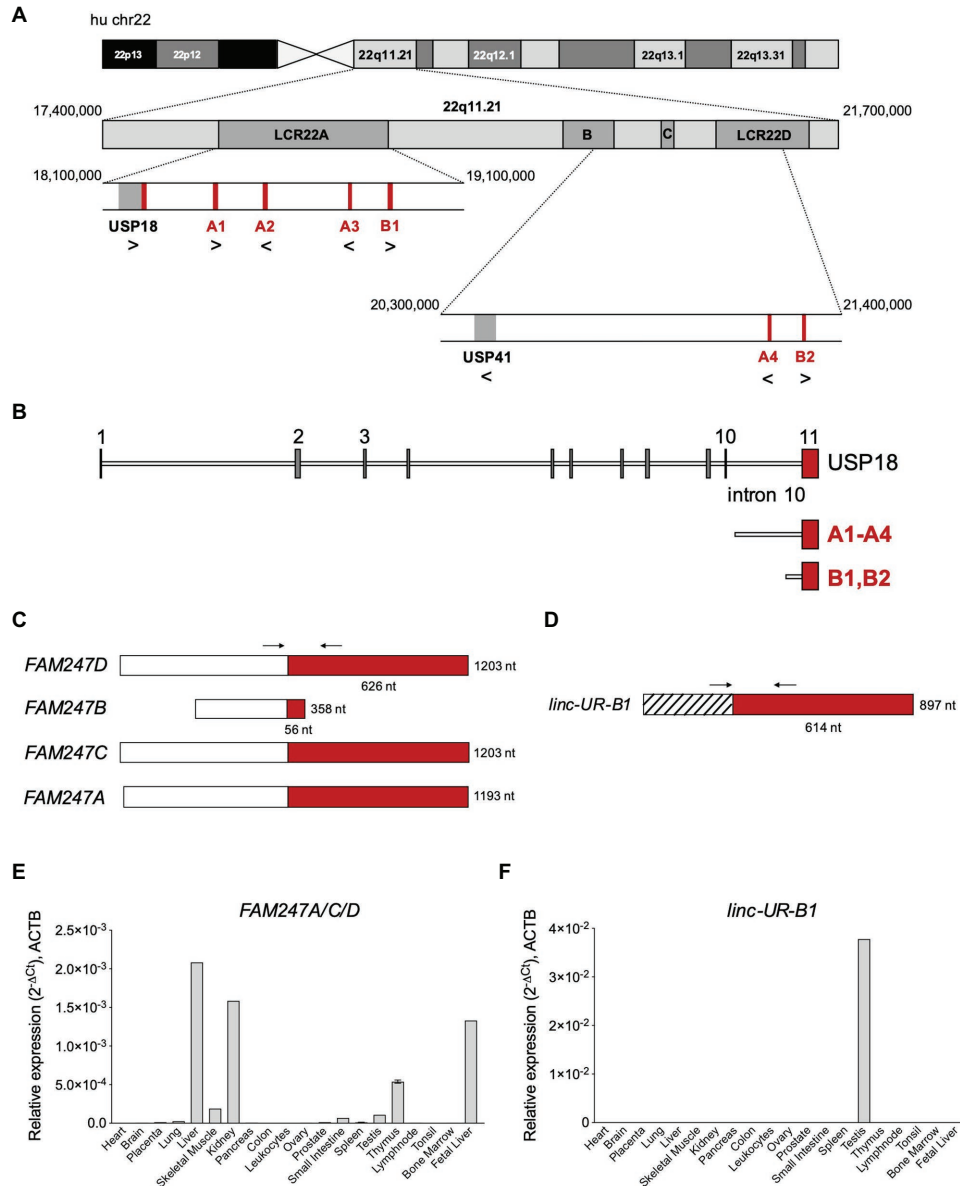 A
hu chr22
22p13 22p12 22q11.21 22q12.1 22q13.1 22q13.31
17,400,000 22q11.21 21,700,000
LCR22A B C LCR22D
18,100,000 19,100,000
USP18 A1 A2 A3 B1
> > < < >
20,300,000 21,400,000
USP41 A4 B2
< < >
B
1 2 3 10 11
USP18
intron 10
A1-A4
B1,B2
C
FAM247D 1203 nt
626 nt
FAM247B 358 nt
56 nt
FAM247C 1203 nt
FAM247A 1193 nt
D
linc-UR-B1 897 nt
614 nt
E
FAM247A/C/D
Relative expression (2-ΔCt), ACTB
2.5×10-3
2.0×10-3
1.5×10-3
1.0×10-3
5.0×10-4
0.0
Heart
Brain
Placenta
Lung
Liver
Skeletal Muscle
Kidney
Pancreas
Colon
Leukocytes
Ovary
Prostate
Small Intestine
Spleen
Testis
Thymus
Lymphnode
Tonsil
Bone Marrow
Fetal Liver
F
linc-UR-B1
Relative expression (2-ΔCt), ACTB
4×10-2
3×10-2
2×10-2
1×10-2
0
Heart
Brain
Placenta
Lung
Liver
Skeletal Muscle
Kidney
Pancreas
Colon
Leukocytes
Ovary
Prostate
Small Intestine
Spleen
Testis
Thymus
Lymphnode
Tonsil
Bone Marrow
Fetal Liver